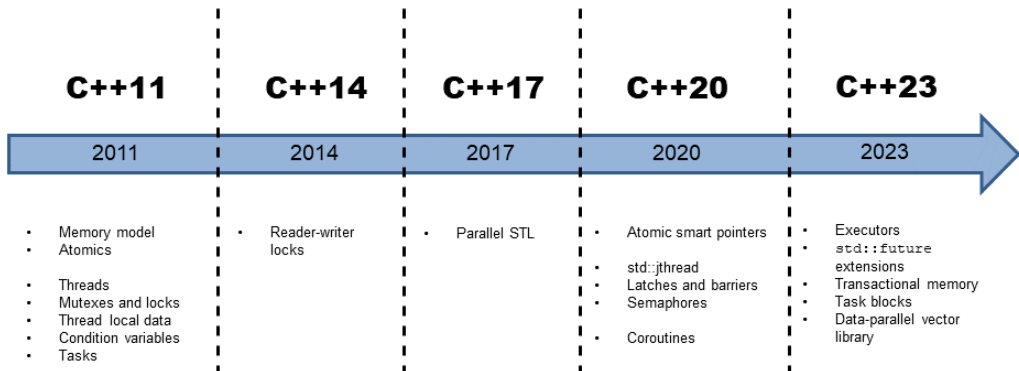 C++11
C++14
C++17
C++20
C++23
2011
2014
2017
2020
2023
• Memory model
• Atomics
• Threads
• Mutexes and locks
• Thread local data
• Condition variables
• Tasks
• Reader-writer
locks
• Parallel STL
• Atomic smart pointers
• std::jthread
• Latches and barriers
• Semaphores
• Coroutines
• Executors
• std::future
extensions
• Transactional memory
• Task blocks
• Data-parallel vector
library